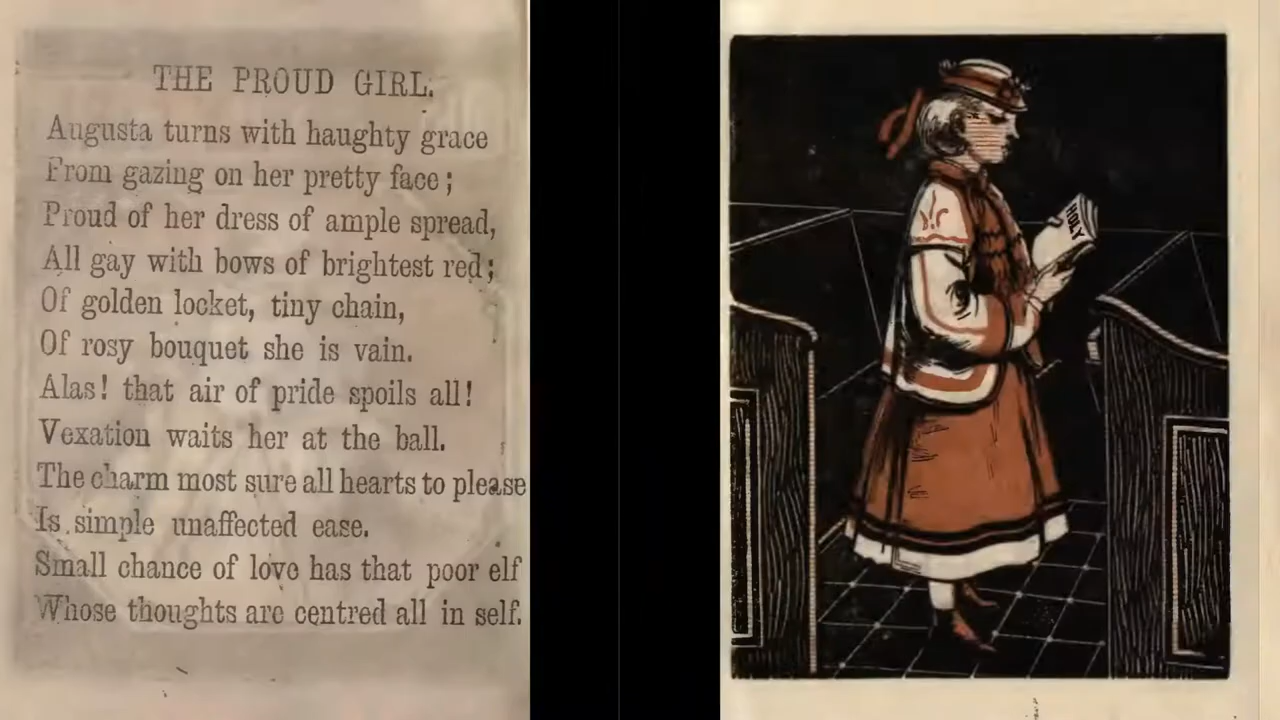 THE PROUD GIRL.
Augusta turns with haughty grace
From gazing on her pretty face;
Proud of her dress of ample spread,
All gay with bows of brightest red;
Of golden locket, tiny chain,
Of rosy bouquet she is vain.
Alas! that air of pride spoils all!
Vexation waits her at the ball.
The charm most sure all hearts to please
Is simple unaffected ease.
Small chance of love has that poor elf
Whose thoughts are centred all in self.
HOLY